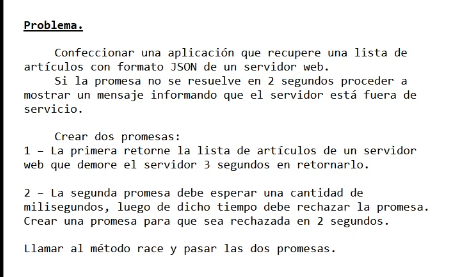 Problema.
Confeccionar una aplicación que recupere una lista de
artículos con formato JSON de un servidor web.
Si la promesa no se resuelve en 2 segundos proceder a
mostrar un mensaje informando que el servidor está fuera de
servicio.
Crear dos promesas:
1 – La primera retorne la lista de artículos de un servidor
web que demore el servidor 3 segundos en retornarlo.
2 – La segunda promesa debe esperar una cantidad de
milisegundos, luego de dicho tiempo debe rechazar la promesa.
Crear una promesa para que sea rechazada en 2 segundos.
Llamar al método race y pasar las dos promesas.